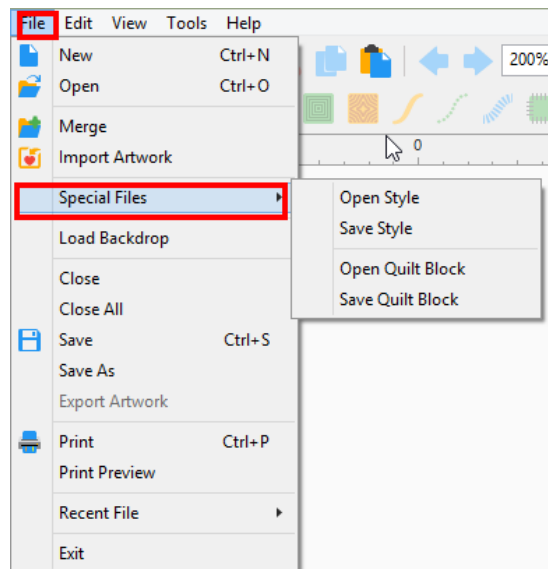 File Edit View Tools Help
New Ctrl+N
200%
Open Ctrl+O
Merge
Import Artwork
0
Special Files
Open Style
Save Style
Load Backdrop
Open Quilt Block
Close
Save Quilt Block
Close All
Save Ctrl+S
Save As
Export Artwork
Print Ctrl+P
Print Preview
Recent File
Exit